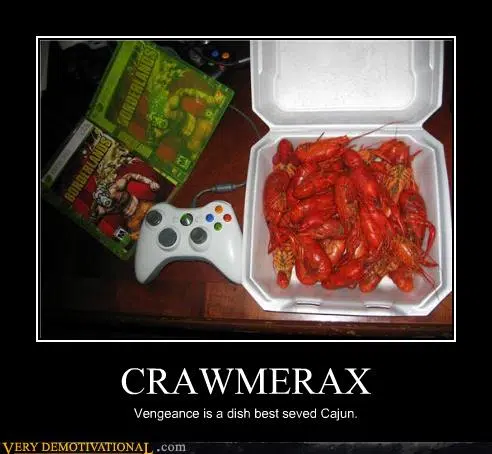 BORDERLANDS
BORDERLANDS
CRAWMERAX
Vengeance is a dish best seved Cajun.
VERY DEMOTIVATIONAL.com